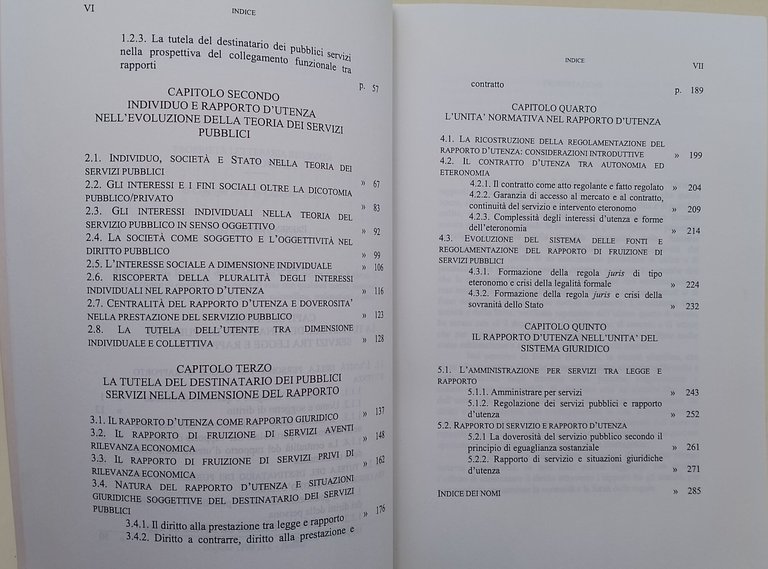 VI
INDICE
1.2.3. La tutela del destinatario dei pubblici servizi
nella prospettiva del collegamento funzionale tra
rapporti
p. 57
CAPITOLO SECONDO
INDIVIDUO E RAPPORTO D'UTENZA
NELL'EVOLUZIONE DELLA TEORIA DEI SERVIZI
PUBBLICI
2.1. INDIVIDUO, SOCIETÀ E STATO NELLA TEORIA DEI
SERVIZI PUBBLICI » 67
2.2. GLI INTERESSI E I FINI SOCIALI OLTRE LA DICOTOMIA
PUBBLICO/PRIVATO » 83
2.3. GLI INTERESSI INDIVIDUALI NELLA TEORIA DEL
SERVIZIO PUBBLICO IN SENSO OGGETTIVO » 92
2.4. LA SOCIETÀ COME SOGGETTO E L'OGGETTIVITÀ NEL
DIRITTO PUBBLICO » 99
2.5. L'INTERESSE SOCIALE A DIMENSIONE INDIVIDUALE » 106
2.6. RISCOPERTA DELLA PLURALITÀ DEGLI INTERESSI
INDIVIDUALI NEL RAPPORTO D'UTENZA » 116
2.7. CENTRALITÀ DEL RAPPORTO D'UTENZA E DOVEROSITA'
NELLA PRESTAZIONE DEL SERVIZIO PUBBLICO » 123
2.8. LA TUTELA DELL'UTENTE TRA DIMENSIONE
INDIVIDUALE E COLLETTIVA » 128
CAPITOLO TERZO
LA TUTELA DEL DESTINATARIO DEI PUBBLICI
SERVIZI NELLA DIMENSIONE DEL RAPPORTO
3.1. IL RAPPORTO D'UTENZA COME RAPPORTO GIURIDICO » 137
3.2. IL RAPPORTO DI FRUIZIONE DI SERVIZI AVENTI
RILEVANZA ECONOMICA » 148
3.3. IL RAPPORTO DI FRUIZIONE DI SERVIZI PRIVI DI
RILEVANZA ECONOMICA » 162
3.4. NATURA DEL RAPPORTO D'UTENZA E SITUAZIONI
GIURIDICHE SOGGETTIVE DEL DESTINATARIO DEI SERVIZI
PUBBLICI » 176
3.4.1. Il diritto alla prestazione tra legge e rapporto
3.4.2. Diritto a contrarre, diritto alla prestazione e
INDICE
VII
contratto p. 189
CAPITOLO QUARTO
L'UNITA' NORMATIVA NEL RAPPORTO D'UTENZA
4.1. LA RICOSTRUZIONE DELLA REGOLAMENTAZIONE DEL
RAPPORTO D'UTENZA: CONSIDERAZIONI INTRODUTTIVE » 199
4.2. IL CONTRATTO D'UTENZA TRA AUTONOMIA ED
ETERONOMIA
4.2.1. Il contratto come atto regolante e fatto regolato » 204
4.2.2. Garanzia di accesso al mercato e al contratto,
continuità del servizio e intervento eteronomo » 209
4.2.3. Complessità degli interessi d'utenza e forme
dell'eteronomia » 214
4.3. EVOLUZIONE DEL SISTEMA DELLE FONTI E
REGOLAMENTAZIONE DEL RAPPORTO DI FRUIZIONE DI
SERVIZI PUBBLICI
4.3.1. Formazione della regola juris di tipo
eteronomo e crisi della legalità formale » 224
4.3.2. Formazione della regola juris e crisi della
sovranità dello Stato » 232
CAPITOLO QUINTO
IL RAPPORTO D'UTENZA NELL'UNITA' DEL
SISTEMA GIURIDICO
5.1. L'AMMINISTRAZIONE PER SERVIZI TRA LEGGE E
RAPPORTO
5.1.1. Amministrare per servizi » 243
5.1.2. Regolazione dei servizi pubblici e rapporto
d'utenza » 252
5.2. RAPPORTO DI SERVIZIO E RAPPORTO D'UTENZA
5.2.1 La doverosità del servizio pubblico secondo il
principio di eguaglianza sostanziale » 261
5.2.2. Rapporto di servizio e situazioni giuridiche
d'utenza » 271
INDICE DEI NOMI » 285